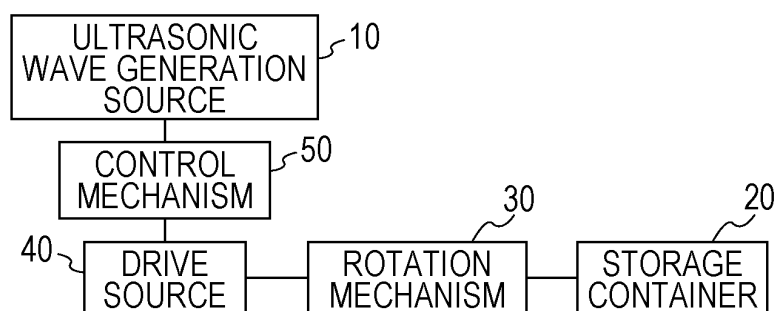 ULTRASONIC
WAVE GENERATION
SOURCE
10
CONTROL
MECHANISM
50
40
DRIVE
SOURCE
30
ROTATION
MECHANISM
20
STORAGE
CONTAINER